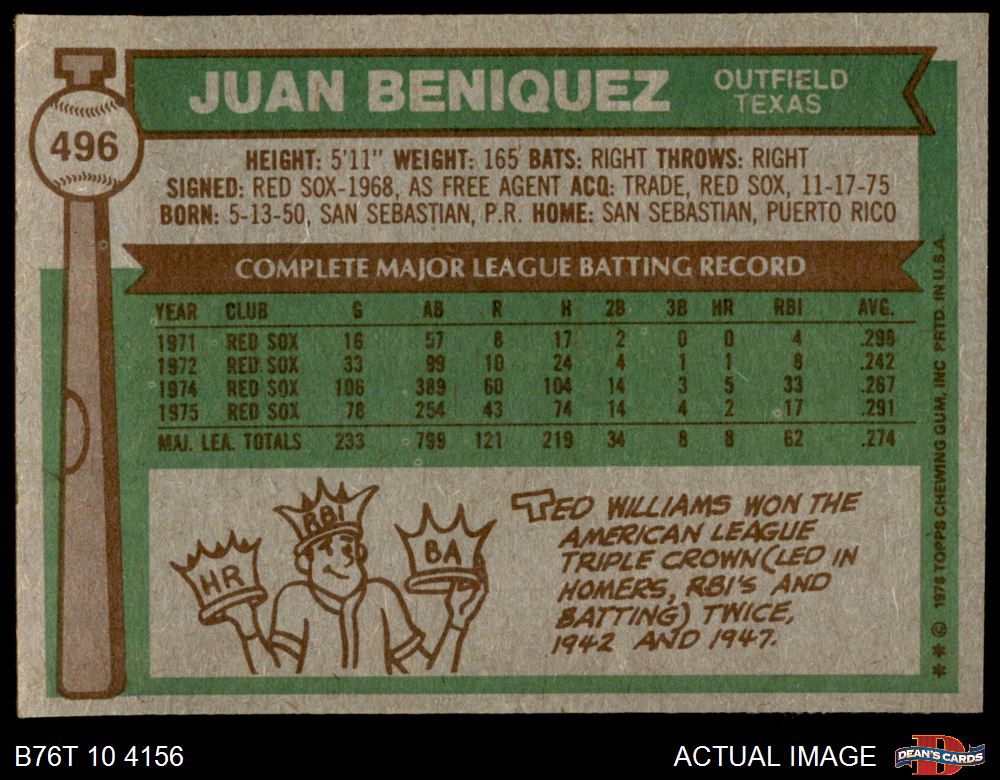 JUAN BENIQUEZ OUTFIELD
TEXAS
496
HEIGHT: 5'11" WEIGHT: 165 BATS: RIGHT THROWS: RIGHT
SIGNED: RED SOX-1968, AS FREE AGENT ACQ: TRADE, RED SOX, 11-17-75
BORN: 5-13-50, SAN SEBASTIAN, P.R. HOME: SAN SEBASTIAN, PUERTO RICO
COMPLETE MAJOR LEAGUE BATTING RECORD
YEAR CLUB G AB R H 2B 3B HR RBI AVG.
1971 RED SOX 16 57 8 17 2 0 0 4 .298
1972 RED SOX 33 99 10 24 4 1 1 8 .242
1974 RED SOX 106 389 60 104 14 3 5 33 .267
1975 RED SOX 78 254 43 74 14 4 2 17 .291
MAJ. LEA. TOTALS 233 799 121 219 34 8 8 62 .274
HR
RBI
BA
TED WILLIAMS WON THE
AMERICAN LEAGUE
TRIPLE CROWN (LED IN
HOMERS, RBI'S AND
BATTING) TWICE,
1942 AND 1947.
* * © 1976 TOPPS CHEWING GUM, INC PRTD. IN U.S.A.
B76T 10 4156
ACTUAL IMAGE
D
DEAN'S CARDS